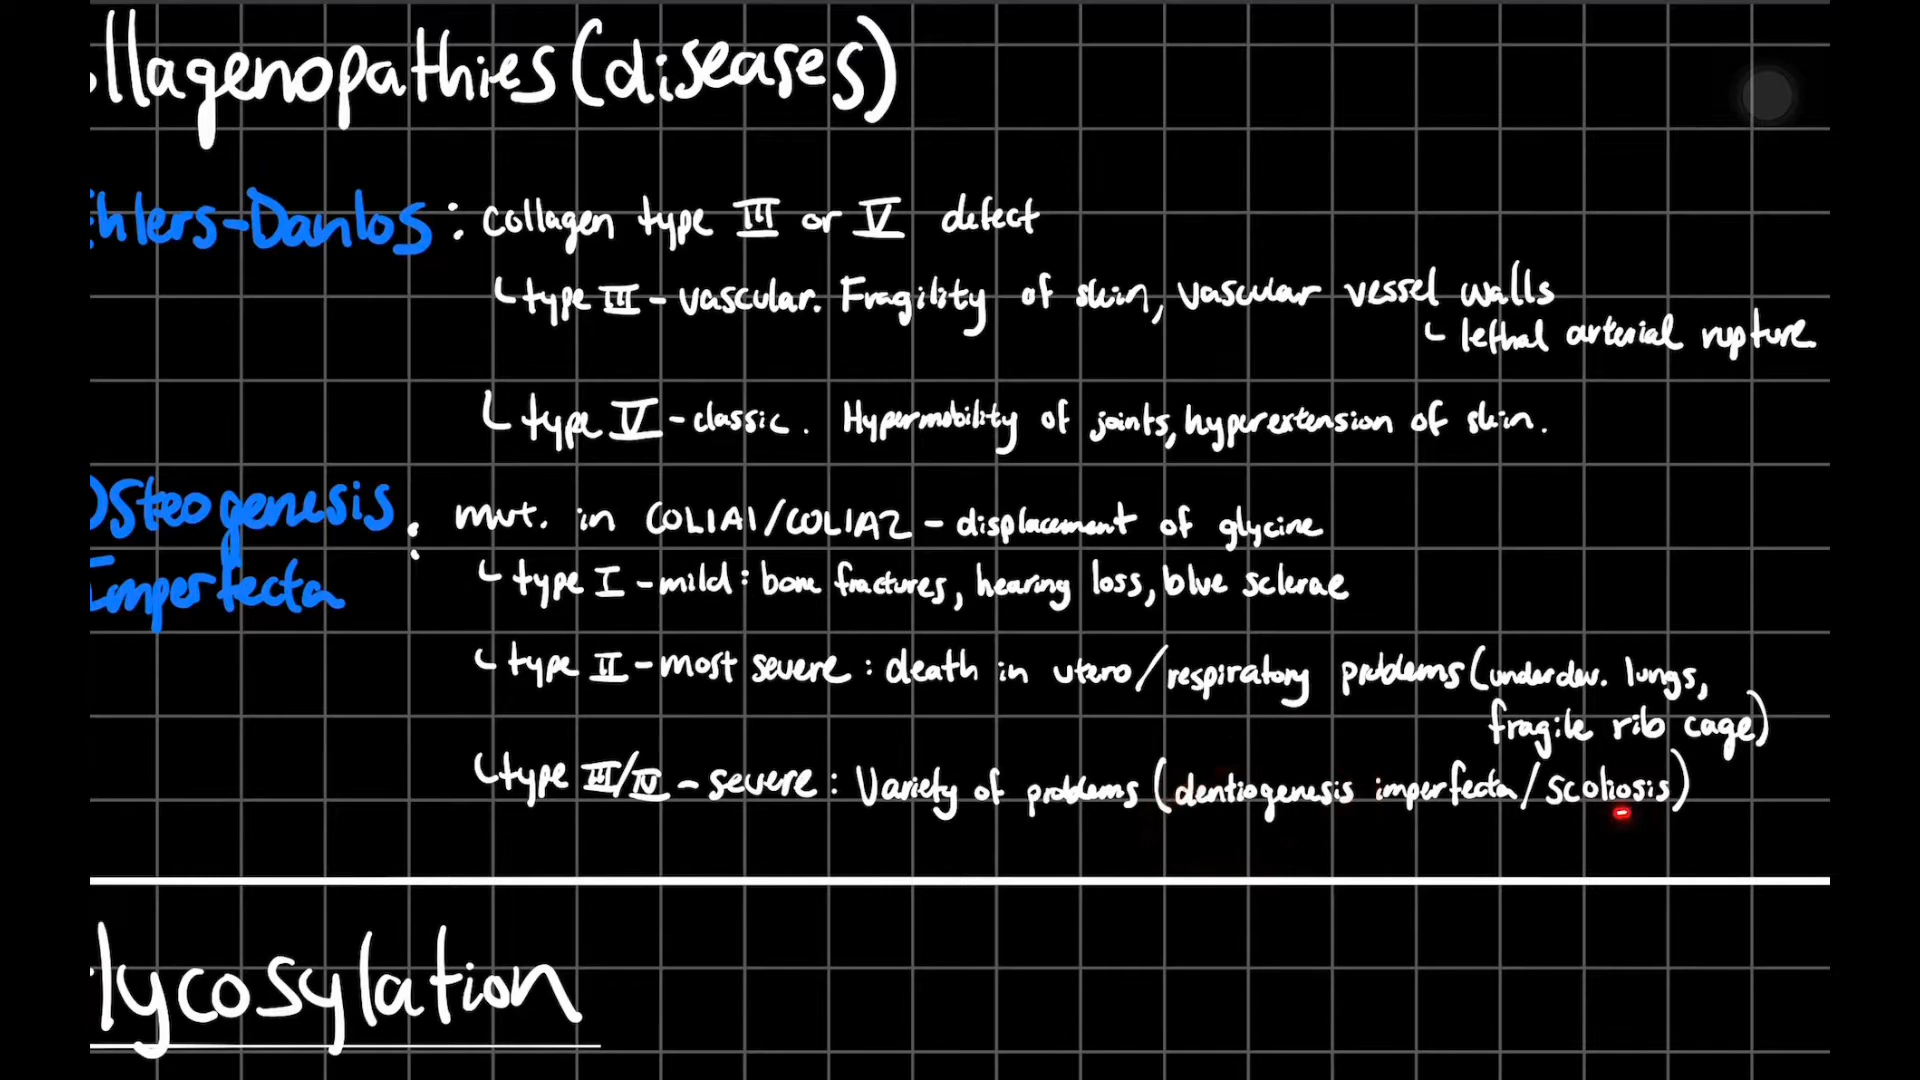 ollagenopathies (diseases)
Ehlers-Danlos : collagen type III or V defect
↳ type III - vascular. Fragility of skin, vascular vessel walls
↳ lethal arterial rupture
↳ type V - classic. Hypermobility of joints, hyperextension of skin.
Osteogenesis
Imperfecta : mut. in COL1A1/COL1A2 - displacement of glycine
↳ type I - mild : bone fractures, hearing loss, blue sclerae
↳ type II - most severe : death in utero/respiratory problems (underdev. lungs,
fragile rib cage)
↳ type III/IV - severe : Variety of problems (dentiogenesis imperfecta/scoliosis)
lycosylation